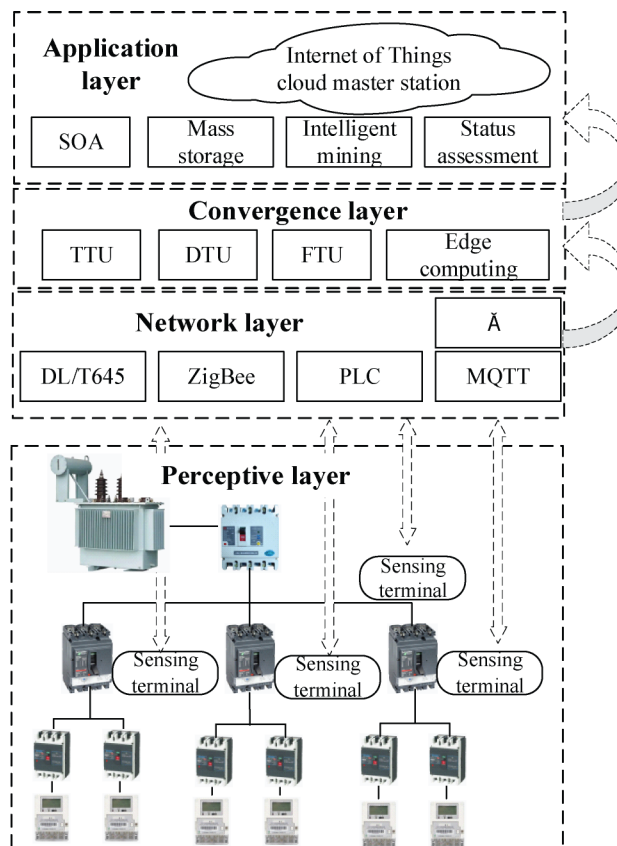 Application
layer
Internet of Things
cloud master station
SOA
Mass
storage
Intelligent
mining
Status
assessment
Convergence layer
TTU
DTU
FTU
Edge
computing
Network layer
Ă
DL/T645
ZigBee
PLC
MQTT
Perceptive layer
Sensing
terminal
Sensing
terminal
Sensing
terminal
Sensing
terminal